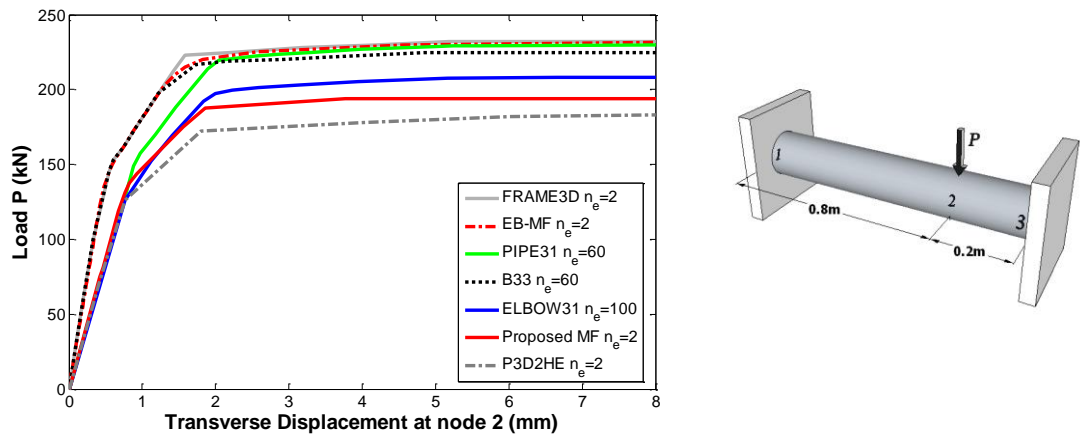 250
200
150
100
50
0
Load P (kN)
0 1 2 3 4 5 6 7 8
Transverse Displacement at node 2 (mm)
FRAME3D n_e=2
EB-MF n_e=2
PIPE31 n_e=60
B33 n_e=60
ELBOW31 n_e=100
Proposed MF n_e=2
P3D2HE n_e=2
P
1
2
3
0.8m
0.2m